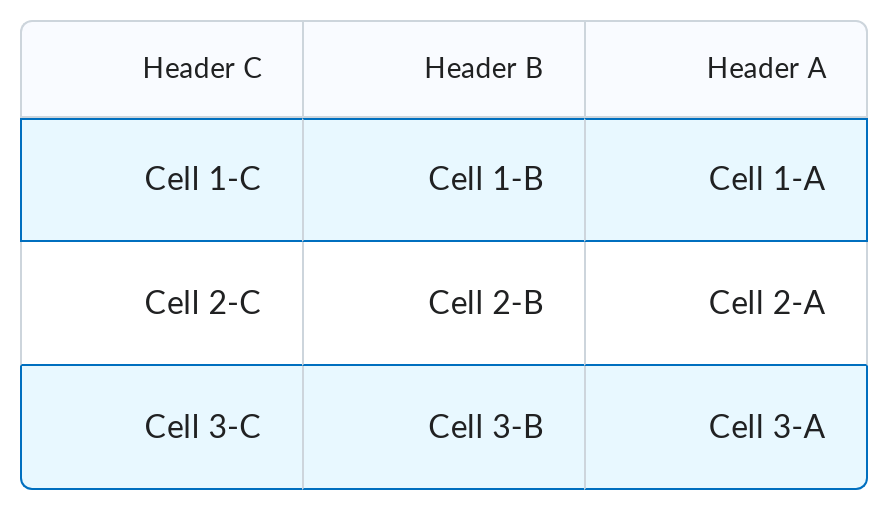 Header C Header B Header A
Cell 1-C Cell 1-B Cell 1-A
Cell 2-C Cell 2-B Cell 2-A
Cell 3-C Cell 3-B Cell 3-A